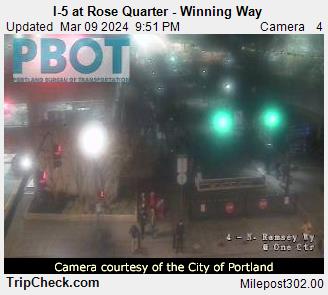 I-5 at Rose Quarter - Winning Way
Updated Mar 09 2024 9:51 PM Camera 4
PBOT
PORTLAND BUREAU OF TRANSPORTATION
4 - N. Ramsey Wy
@ One Ctr
Camera courtesy of the City of Portland
TripCheck.com Milepost302.00